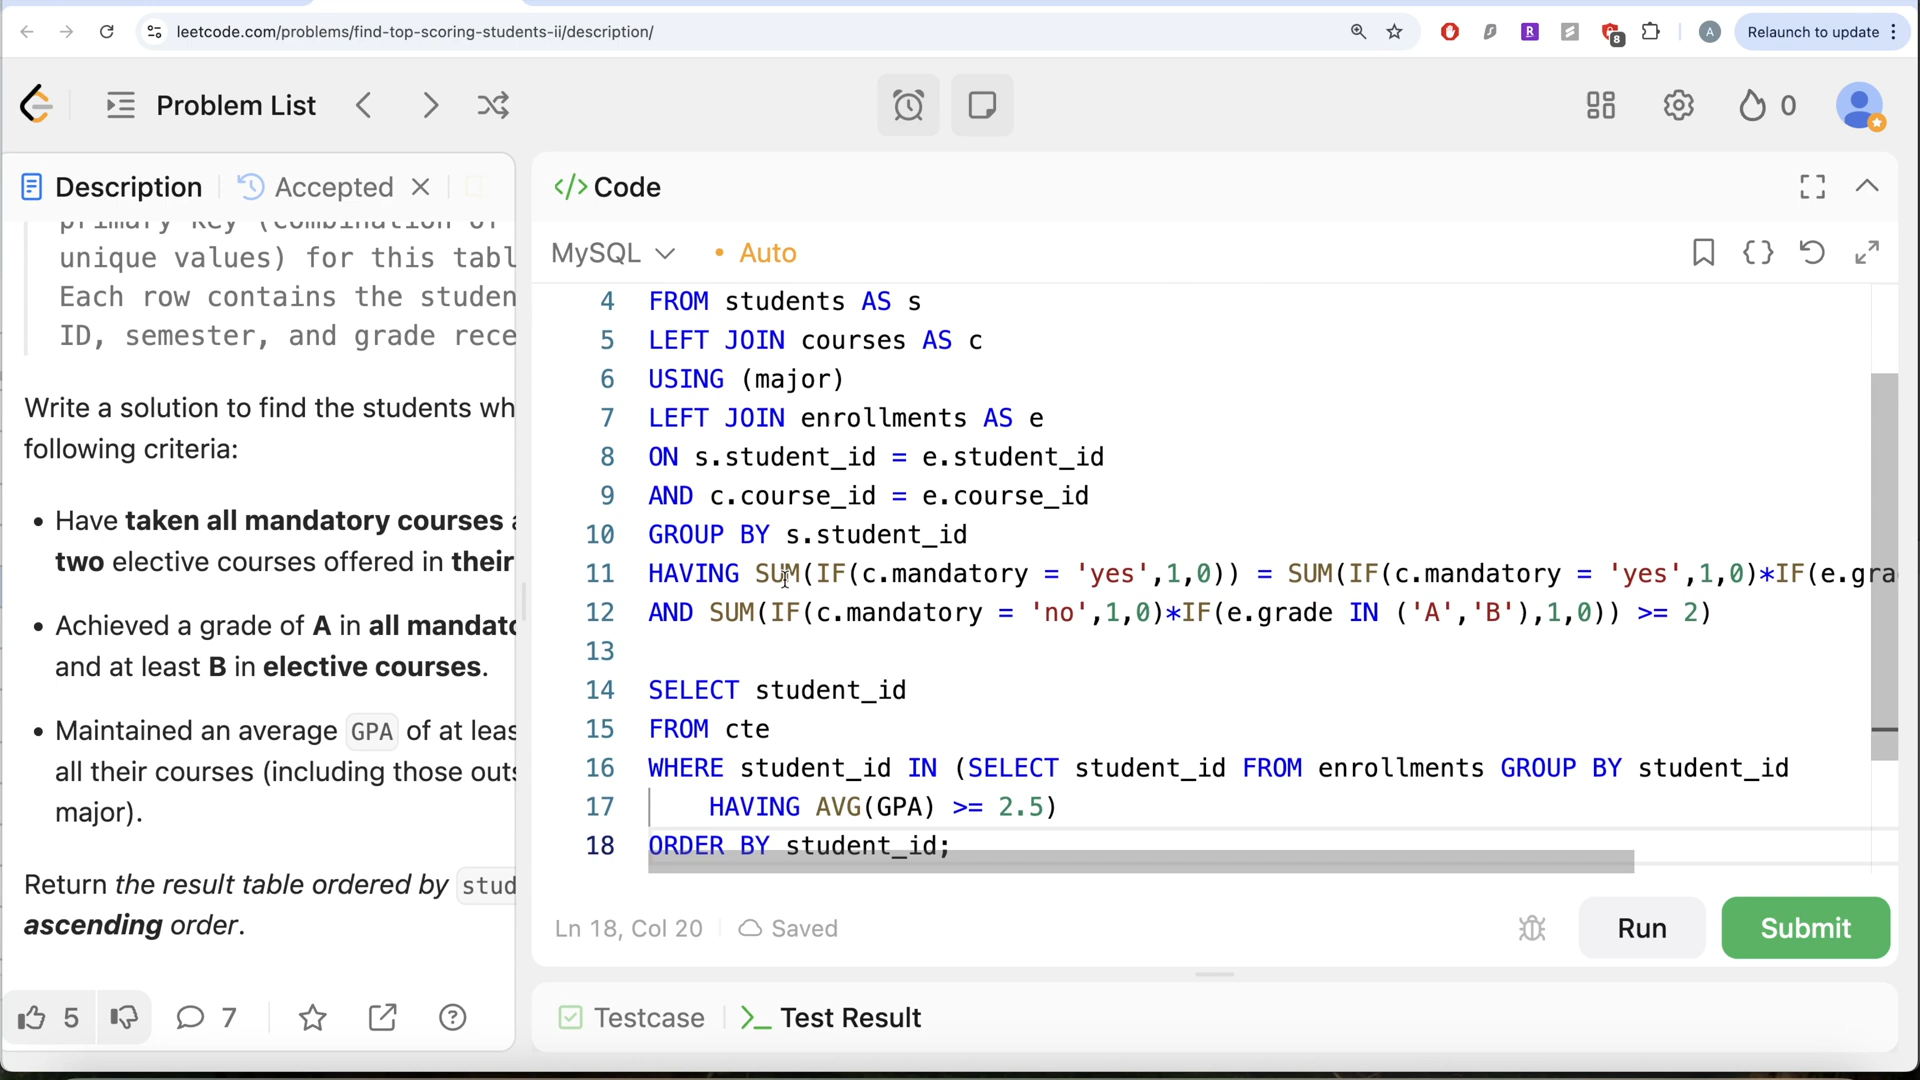 leetcode.com/problems/find-top-scoring-students-ii/description/
R
8
A
Relaunch to update
Problem List
0
Description
Accepted
primary key (combination of
unique values) for this tabl
Each row contains the studen
ID, semester, and grade rece
Write a solution to find the students wh
following criteria:
• Have taken all mandatory courses a
two elective courses offered in their
• Achieved a grade of A in all mandato
and at least B in elective courses.
• Maintained an average GPA of at leas
all their courses (including those outs
major).
Return the result table ordered by stud
ascending order.
5
7
</> Code
MySQL
• Auto
4 FROM students AS s
5 LEFT JOIN courses AS c
6 USING (major)
7 LEFT JOIN enrollments AS e
8 ON s.student_id = e.student_id
9 AND c.course_id = e.course_id
10 GROUP BY s.student_id
11 HAVING SUM(IF(c.mandatory = 'yes',1,0)) = SUM(IF(c.mandatory = 'yes',1,0)*IF(e.gra
12 AND SUM(IF(c.mandatory = 'no',1,0)*IF(e.grade IN ('A','B'),1,0)) >= 2)
13
14 SELECT student_id
15 FROM cte
16 WHERE student_id IN (SELECT student_id FROM enrollments GROUP BY student_id
17 HAVING AVG(GPA) >= 2.5)
18 ORDER BY student_id;
Ln 18, Col 20
Saved
Run
Submit
Testcase
Test Result